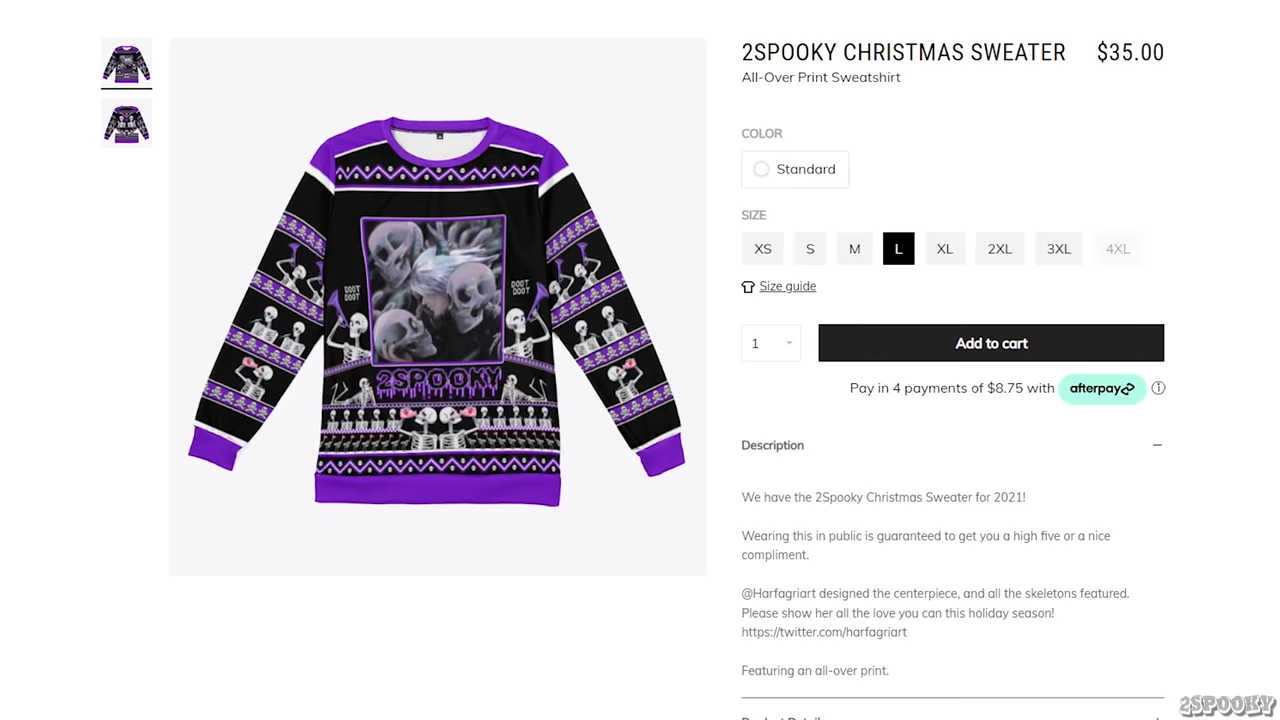 2SPOOKY CHRISTMAS SWEATER $35.00
All-Over Print Sweatshirt
COLOR
Standard
SIZE
XS S M L XL 2XL 3XL 4XL
Size guide
1 Add to cart
Pay in 4 payments of $8.75 with afterpay
Description
We have the 2Spooky Christmas Sweater for 2021!
Wearing this in public is guaranteed to get you a high five or a nice
compliment.
@Harfagriart designed the centerpiece, and all the skeletons featured.
Please show her all the love you can this holiday season!
https://twitter.com/harfagriart
Featuring an all-over print.
DOOT
DOOT
DOOT
DOOT
2SPOOKY
2SPOOKY